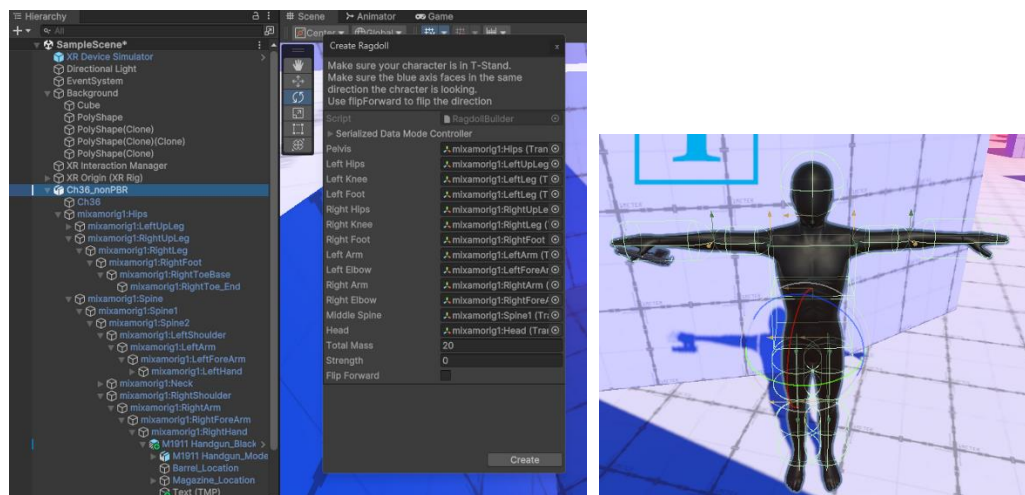 Hierarchy
All
SampleScene*
XR Device Simulator
Directional Light
EventSystem
Background
Cube
PolyShape
PolyShape(Clone)
PolyShape(Clone)(Clone)
PolyShape(Clone)
XR Interaction Manager
XR Origin (XR Rig)
Ch36_nonPBR
Ch36
mixamorig1:Hips
mixamorig1:LeftUpLeg
mixamorig1:RightUpLeg
mixamorig1:RightLeg
mixamorig1:RightFoot
mixamorig1:RightToeBase
mixamorig1:RightToe_End
mixamorig1:Spine
mixamorig1:Spine1
mixamorig1:Spine2
mixamorig1:LeftShoulder
mixamorig1:LeftArm
mixamorig1:LeftForeArm
mixamorig1:LeftHand
mixamorig1:Neck
mixamorig1:RightShoulder
mixamorig1:RightArm
mixamorig1:RightForeArm
mixamorig1:RightHand
M1911 Handgun_Black
M1911 Handgun_Mode
Barrel_Location
Magazine_Location
Text (TMP)
Scene Animator Game
Center Global
Create Ragdoll
Make sure your character is in T-Stand.
Make sure the blue axis faces in the same
direction the chracter is looking.
Use flipForward to flip the direction
Script RagdollBuilder
Serialized Data Mode Controller
Pelvis mixamorig1:Hips (Tran
Left Hips mixamorig1:LeftUpLeg
Left Knee mixamorig1:LeftLeg (T
Left Foot mixamorig1:LeftLeg (T
Right Hips mixamorig1:RightUpLe
Right Knee mixamorig1:RightLeg (
Right Foot mixamorig1:RightFoot
Left Arm mixamorig1:LeftArm (T
Left Elbow mixamorig1:LeftForeAr
Right Arm mixamorig1:RightArm (
Right Elbow mixamorig1:RightForeA
Middle Spine mixamorig1:Spine1 (Tra
Head mixamorig1:Head (Tran
Total Mass 20
Strength 0
Flip Forward
Create